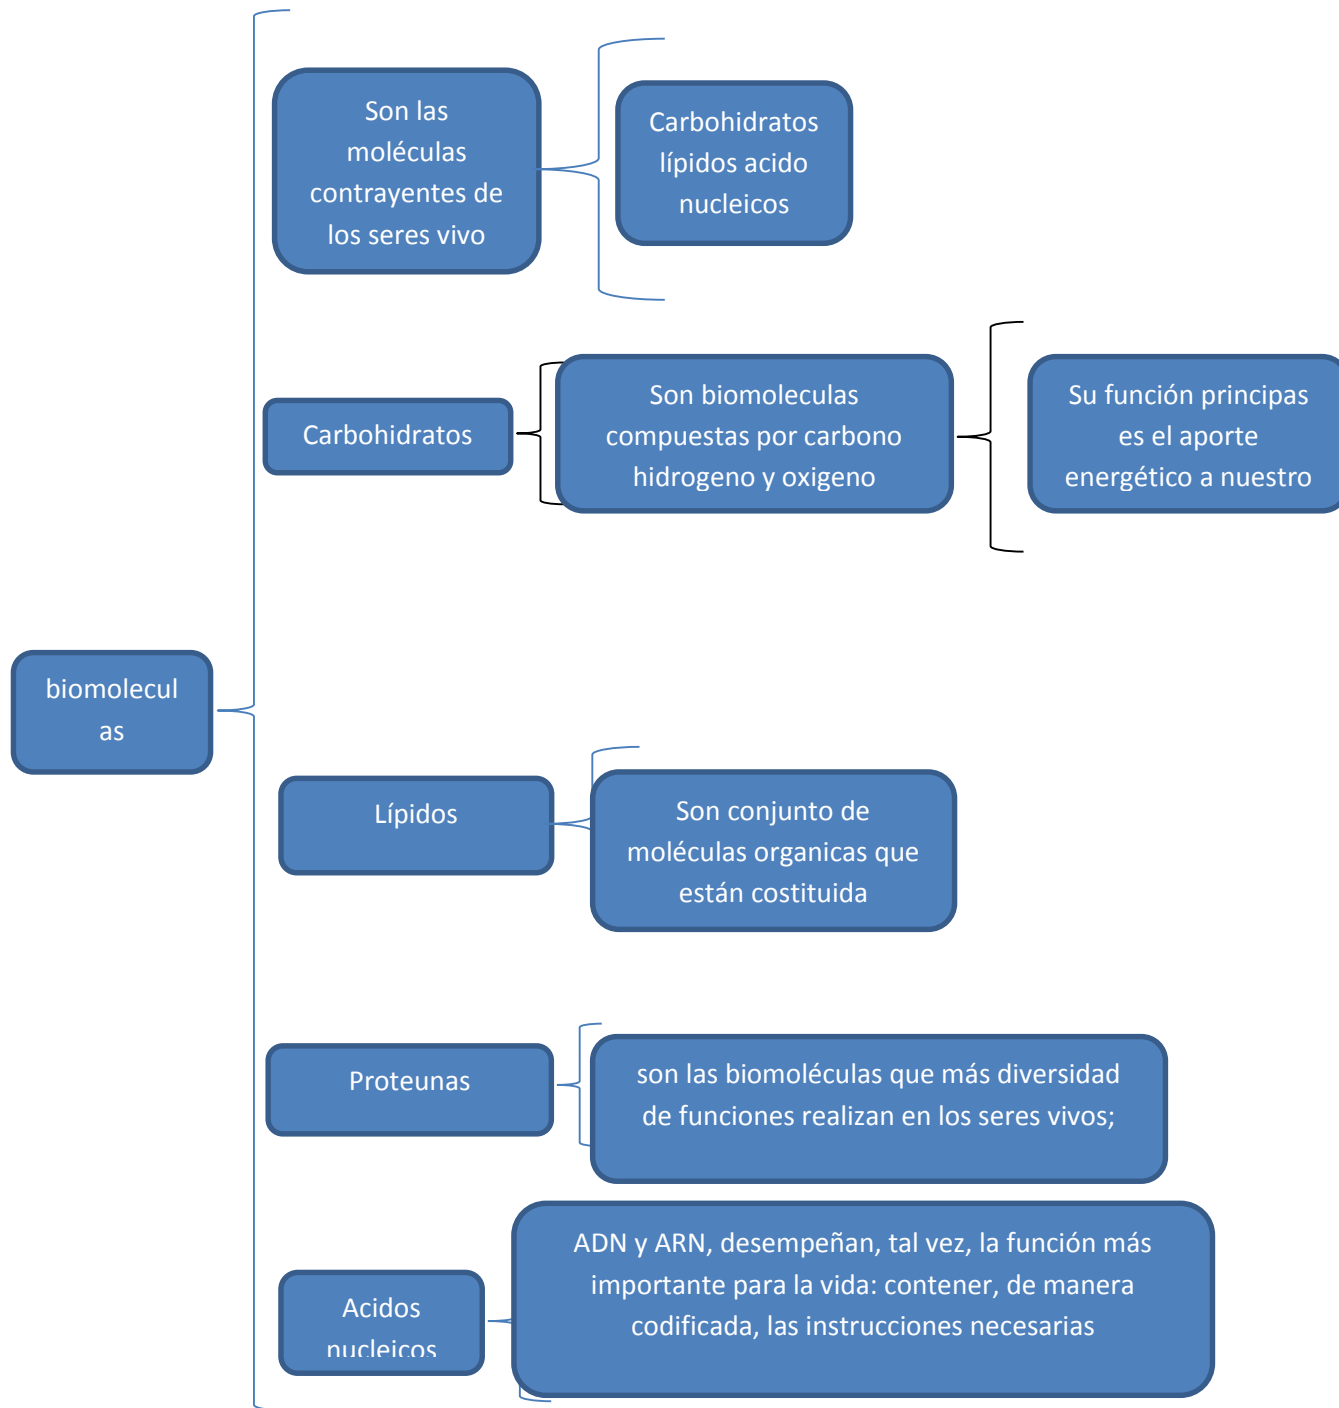 Son las
moléculas
contrayentes de
los seres vivo
Carbohidratos
lípidos acido
nucleicos
Carbohidratos
Son biomoleculas
compuestas por carbono
hidrogeno y oxigeno
Su función principas
es el aporte
energético a nuestro
biomolecul
as
Lípidos
Son conjunto de
moléculas organicas que
están costituida
Proteunas
son las biomoléculas que más diversidad
de funciones realizan en los seres vivos;
Acidos
nucleicos
ADN y ARN, desempeñan, tal vez, la función más
importante para la vida: contener, de manera
codificada, las instrucciones necesarias